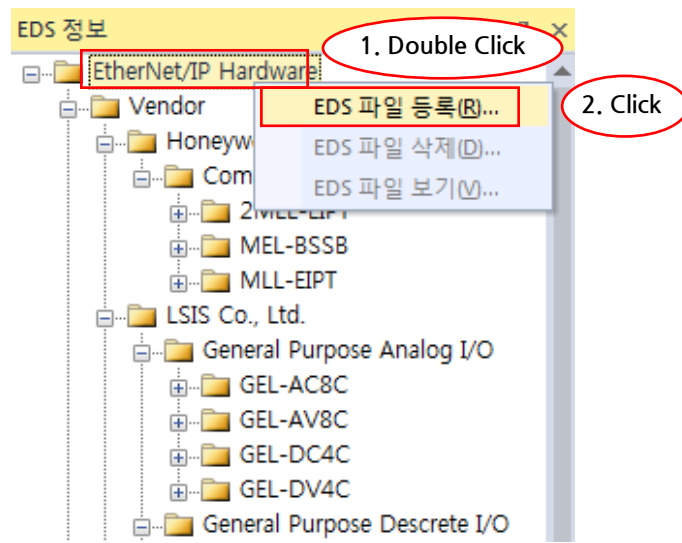 EDS 정보
1. Double Click
EtherNet/IP Hardware
Vendor
EDS 파일 등록(R)...
2. Click
EDS 파일 삭제(D)...
Com
EDS 파일 보기(V)...
MEL-BSSB
MLL-EIPT
LSIS Co., Ltd.
General Purpose Analog I/O
GEL-AC8C
GEL-AV8C
GEL-DC4C
GEL-DV4C
General Purpose Descrete I/O